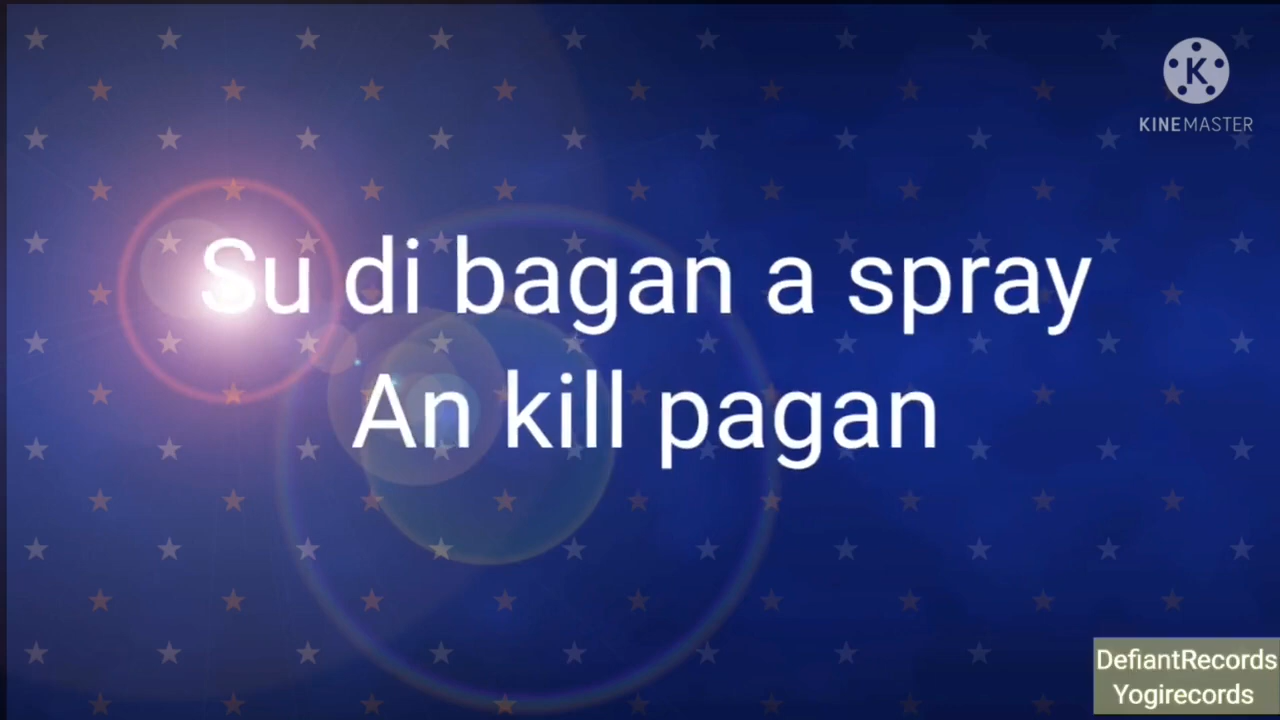 KINEMASTER
Su di bagan a spray
An kill pagan
DefiantRecords
Yogirecords